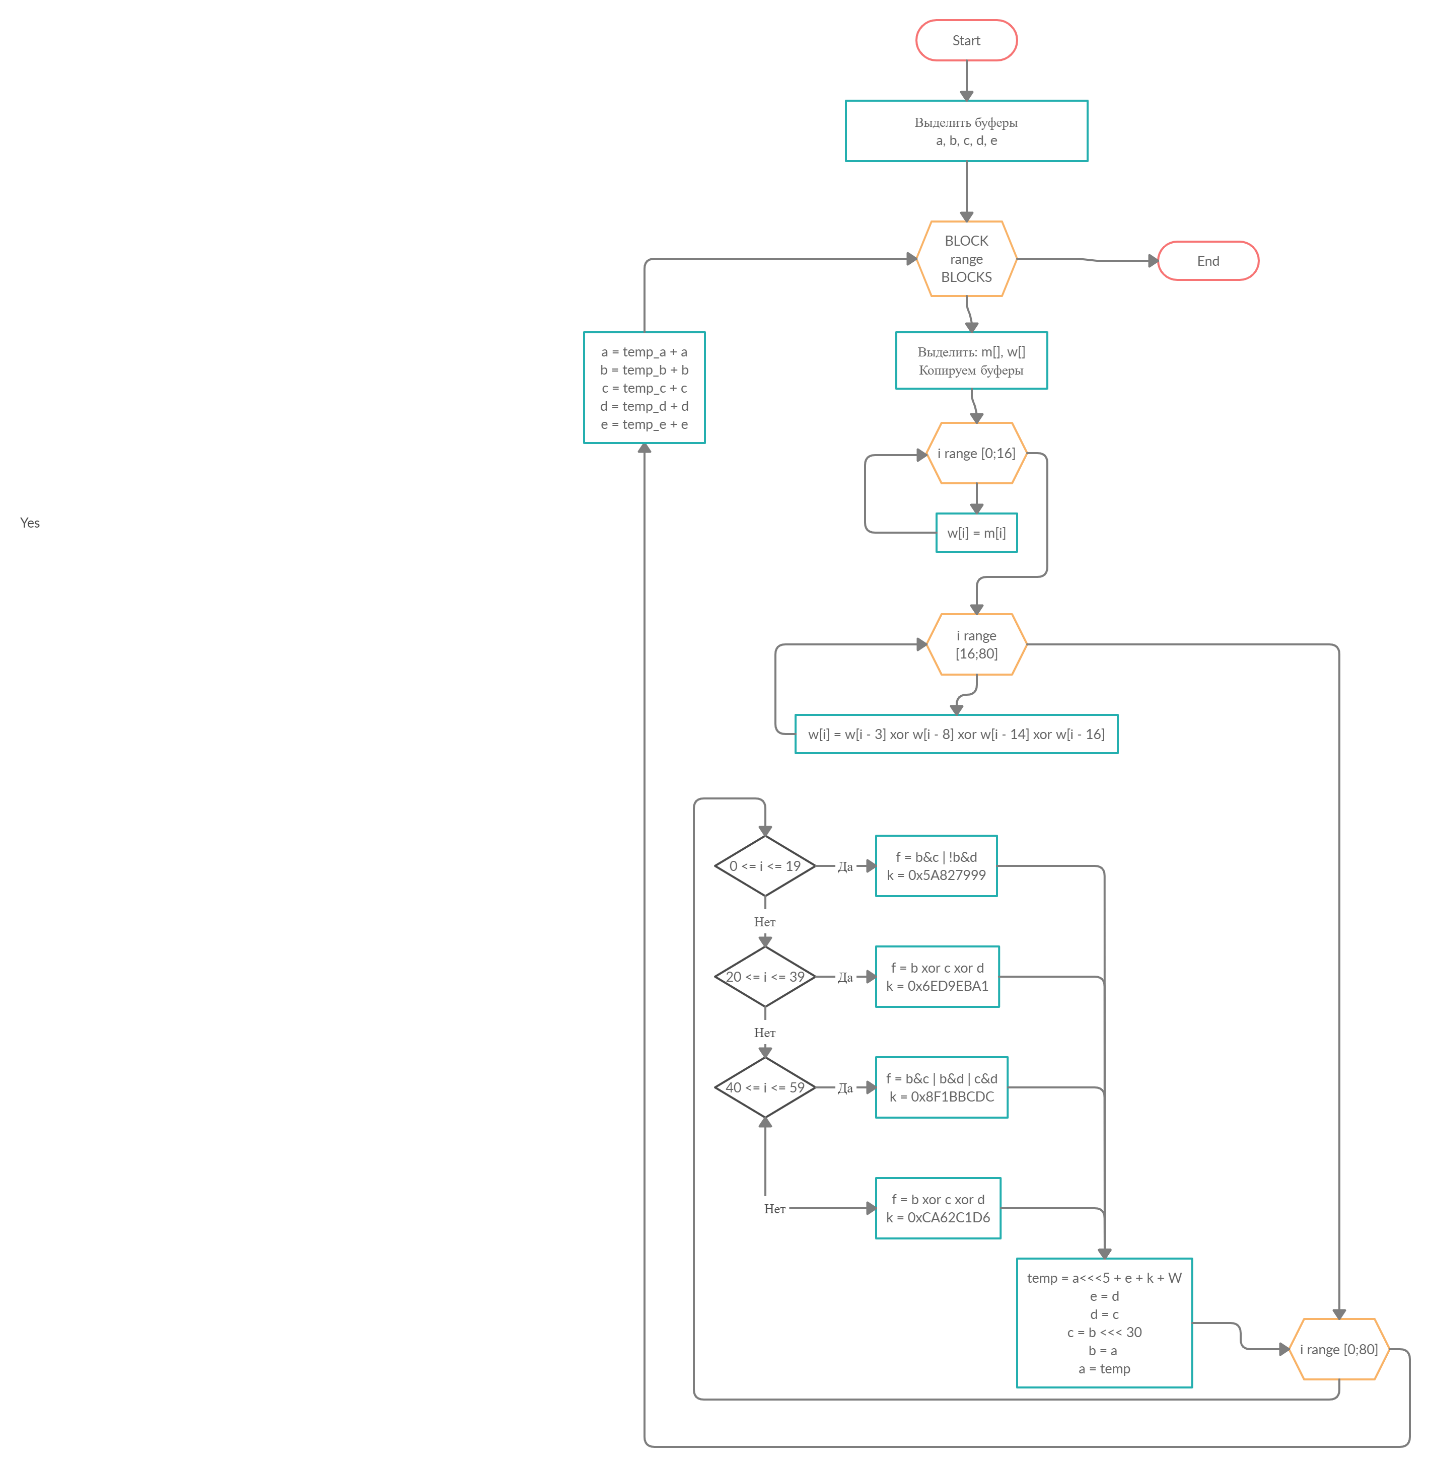 Start
Выделить буферы
a, b, c, d, e
BLOCK
range
BLOCKS
End
a = temp_a + a
b = temp_b + b
c = temp_c + c
d = temp_d + d
e = temp_e + e
Выделить: m[], w[]
Копируем буферы
i range [0;16]
Yes
w[i] = m[i]
i range
[16;80]
w[i] = w[i - 3] xor w[i - 8] xor w[i - 14] xor w[i - 16]
0 <= i <= 19
Да
f = b&c | !b&d
k = 0x5A827999
Нет
20 <= i <= 39
Да
f = b xor c xor d
k = 0x6ED9EBA1
Нет
40 <= i <= 59
Да
f = b&c | b&d | c&d
k = 0x8F1BBCDC
Нет
f = b xor c xor d
k = 0xCA62C1D6
temp = a<<<5 + e + k + W
e = d
d = c
c = b <<< 30
b = a
a = temp
i range [0;80]